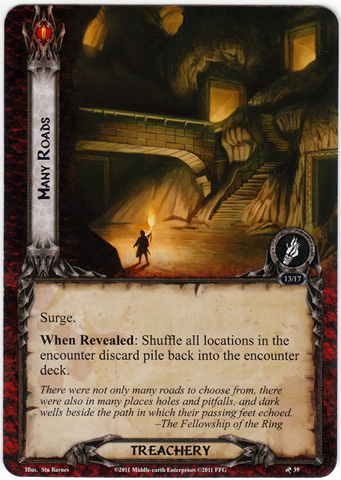 MANY ROADS
13/17
Surge.
When Revealed: Shuffle all locations in the
encounter discard pile back into the encounter
deck.
There were not only many roads to choose from, there
were also in many places holes and pitfalls, and dark
wells beside the path in which their passing feet echoed.
–The Fellowship of the Ring
TREACHERY
Illus. Stu Barnes
©2011 Middle-earth Enterprises ©2011 FFG
39